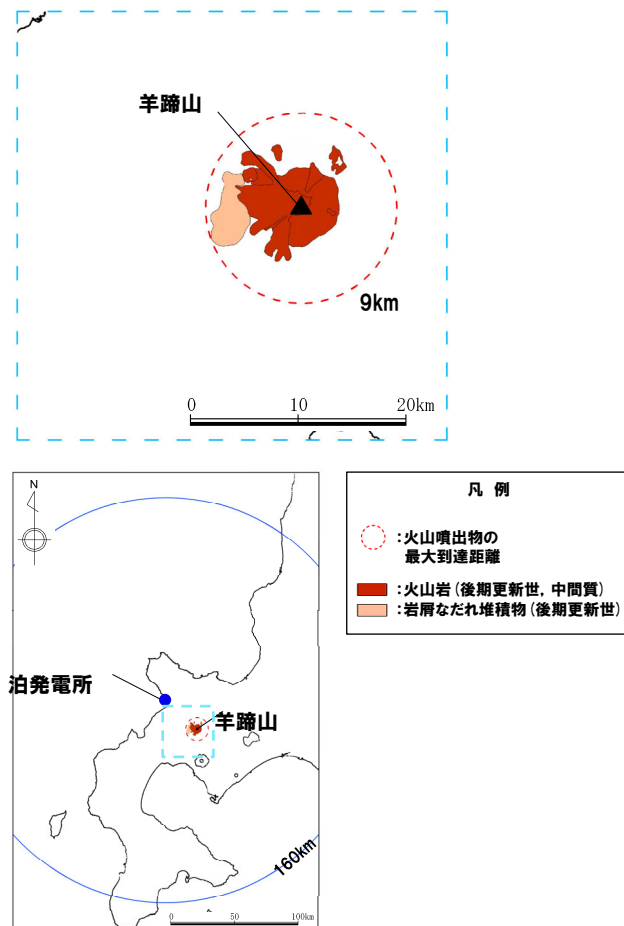 羊蹄山
9km
0 10 20km
N
泊発電所
羊蹄山
160km
0 50 100km
凡 例
:火山噴出物の
最大到達距離
:火山岩(後期更新世, 中間質)
:岩屑なだれ堆積物(後期更新世)